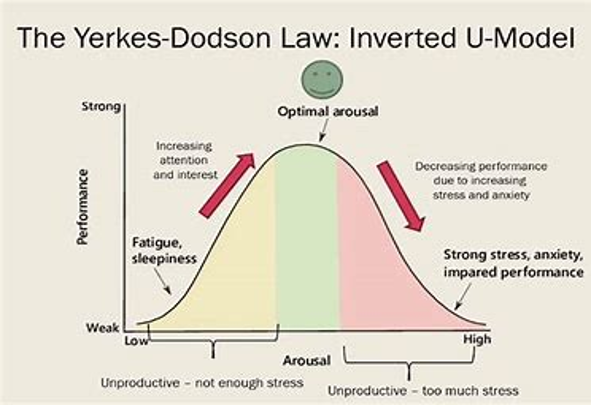 The Yerkes-Dodson Law: Inverted U-Model
Strong
Optimal arousal
Increasing
attention
and interest
Decreasing performance
due to increasing
stress and anxiety
Performance
Fatigue,
sleepiness
Strong stress, anxiety,
impared performance
Weak
Low
High
Arousal
Unproductive – not enough stress
Unproductive – too much stress